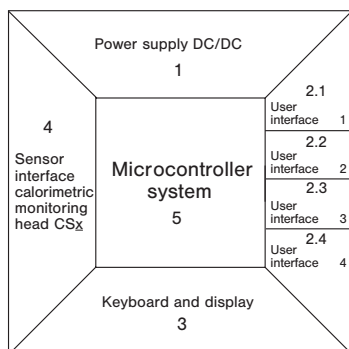 Power supply DC/DC
1
4
Sensor
interface
calorimetric
monitoring
head CSx
Microcontroller
system
5
2.1
User
interface 1
2.2
User
interface 2
2.3
User
interface 3
2.4
User
interface 4
Keyboard and display
3